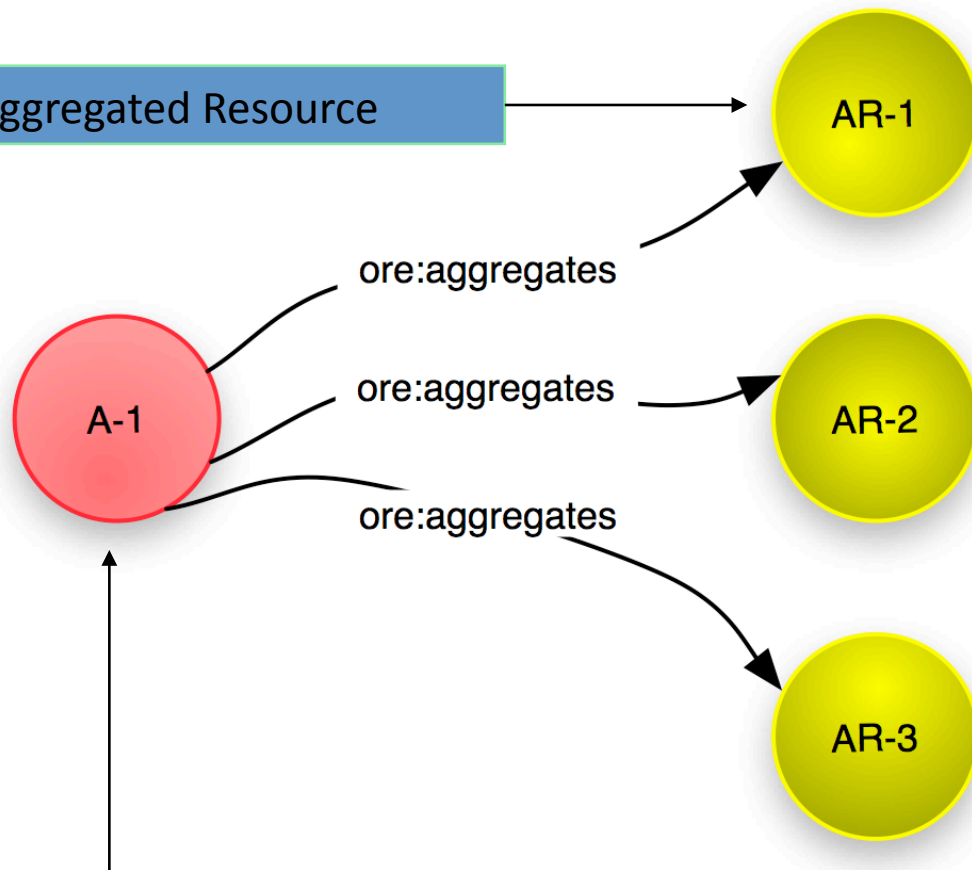 ggregated Resource
AR-1
ore:aggregates
ore:aggregates
A-1
AR-2
ore:aggregates
AR-3